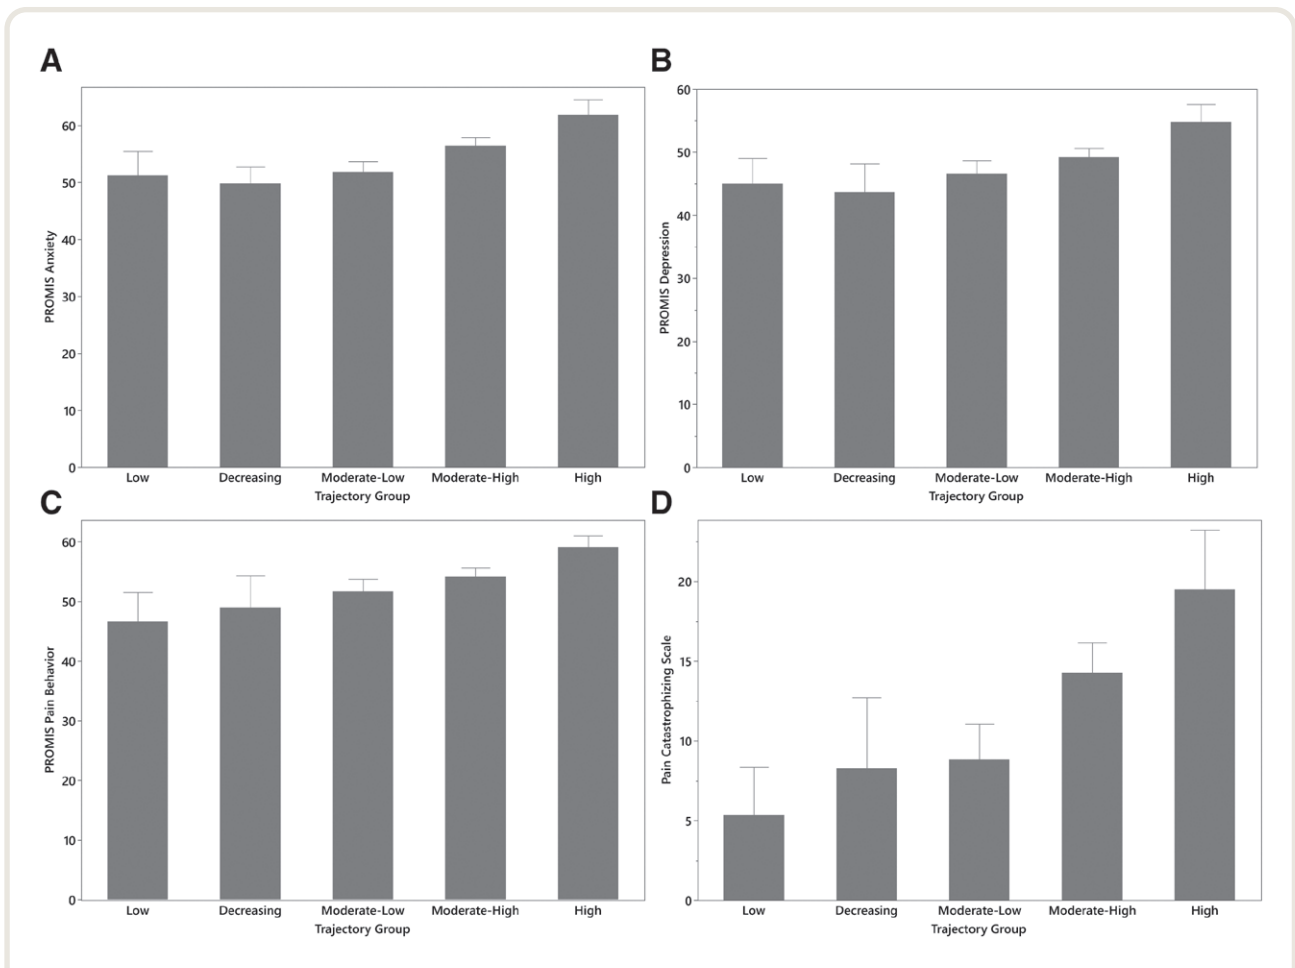 A
PROMIS Anxiety
60
50
40
30
20
10
0
Low Decreasing Moderate-Low Moderate-High High
Trajectory Group
B
PROMIS Depression
60
50
40
30
20
10
0
Low Decreasing Moderate-Low Moderate-High High
Trajectory Group
C
PROMIS Pain Behavior
60
50
40
30
20
10
0
Low Decreasing Moderate-Low Moderate-High High
Trajectory Group
D
Pain Catastrophizing Scale
20
15
10
5
0
Low Decreasing Moderate-Low Moderate-High High
Trajectory Group